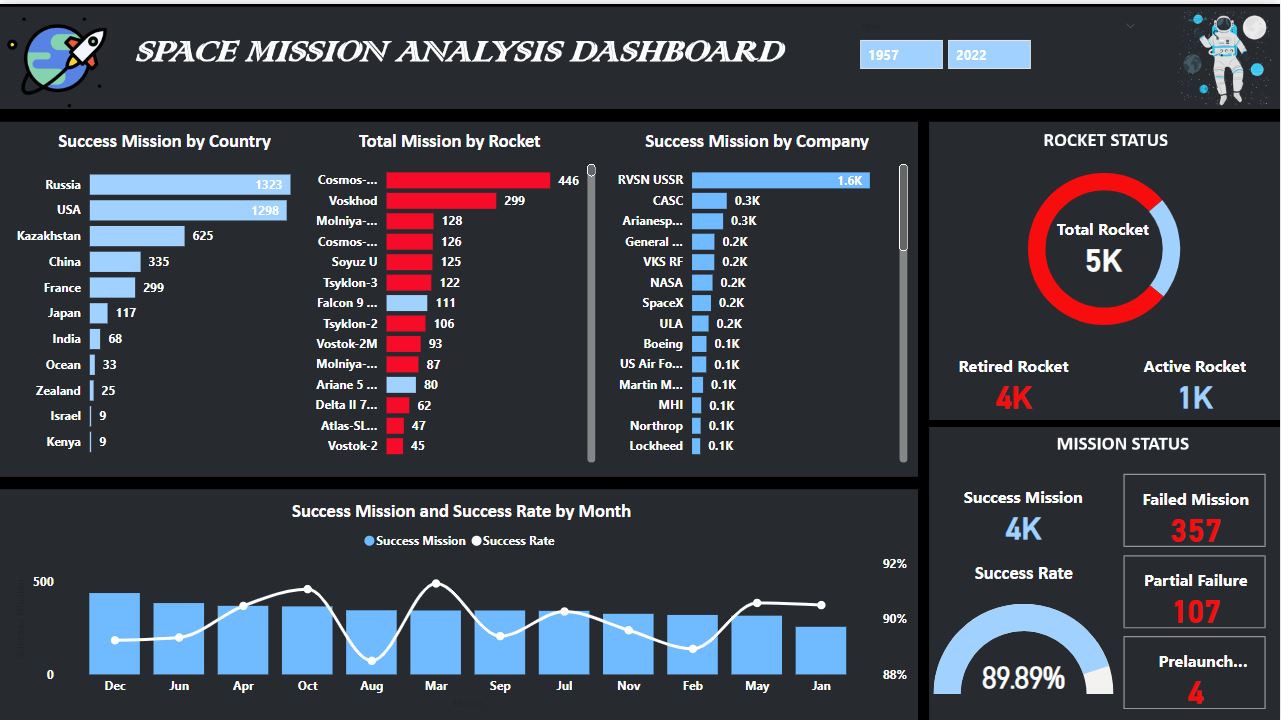 SPACE MISSION ANALYSIS DASHBOARD
1957
2022
Success Mission by Country
Russia 1323
USA 1298
Kazakhstan 625
China 335
France 299
Japan 117
India 68
Ocean 33
Zealand 25
Israel 9
Kenya 9
Total Mission by Rocket
Cosmos-... 446
Voskhod 299
Molniya-... 128
Cosmos-... 126
Soyuz U 125
Tsyklon-3 122
Falcon 9 ... 111
Tsyklon-2 106
Vostok-2M 93
Molniya-... 87
Ariane 5 ... 80
Delta II 7... 62
Atlas-SL... 47
Vostok-2 45
Success Mission by Company
RVSN USSR 1.6K
CASC 0.3K
Arianesp... 0.3K
General ... 0.2K
VKS RF 0.2K
NASA 0.2K
SpaceX 0.2K
ULA 0.2K
Boeing 0.1K
US Air Fo... 0.1K
Martin M... 0.1K
MHI 0.1K
Northrop 0.1K
Lockheed 0.1K
ROCKET STATUS
Total Rocket
5K
Retired Rocket
4K
Active Rocket
1K
Success Mission and Success Rate by Month
Success Mission Success Rate
500
0
92%
90%
88%
Dec Jun Apr Oct Aug Mar Sep Jul Nov Feb May Jan
MISSION STATUS
Success Mission
4K
Success Rate
89.89%
Failed Mission
357
Partial Failure
107
Prelaunch...
4